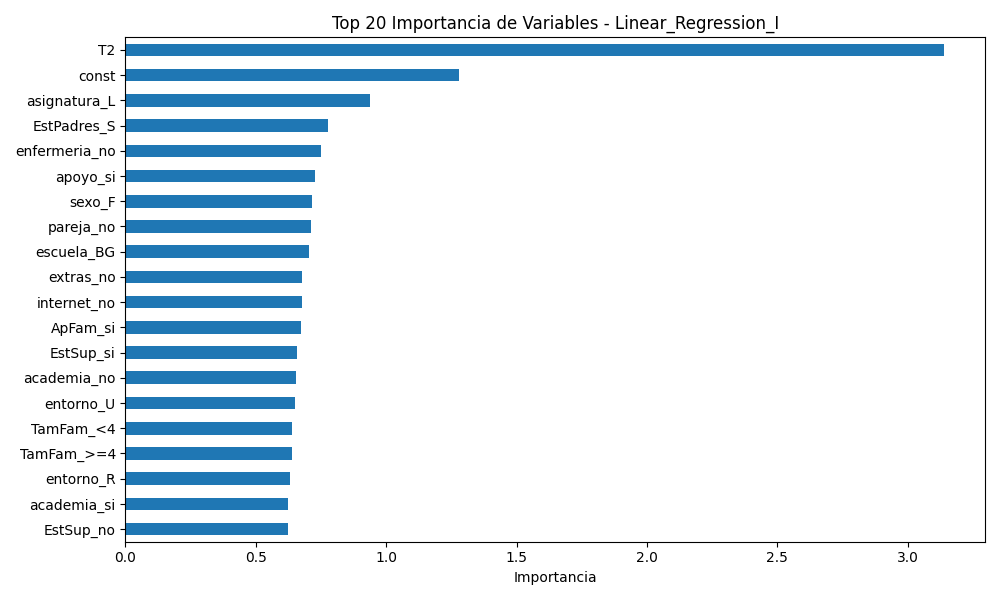 Top 20 Importancia de Variables - Linear_Regression_I
T2
const
asignatura_L
EstPadres_S
enfermeria_no
apoyo_si
sexo_F
pareja_no
escuela_BG
extras_no
internet_no
ApFam_si
EstSup_si
academia_no
entorno_U
TamFam_<4
TamFam_>=4
entorno_R
academia_si
EstSup_no
0.0 0.5 1.0 1.5 2.0 2.5 3.0
Importancia